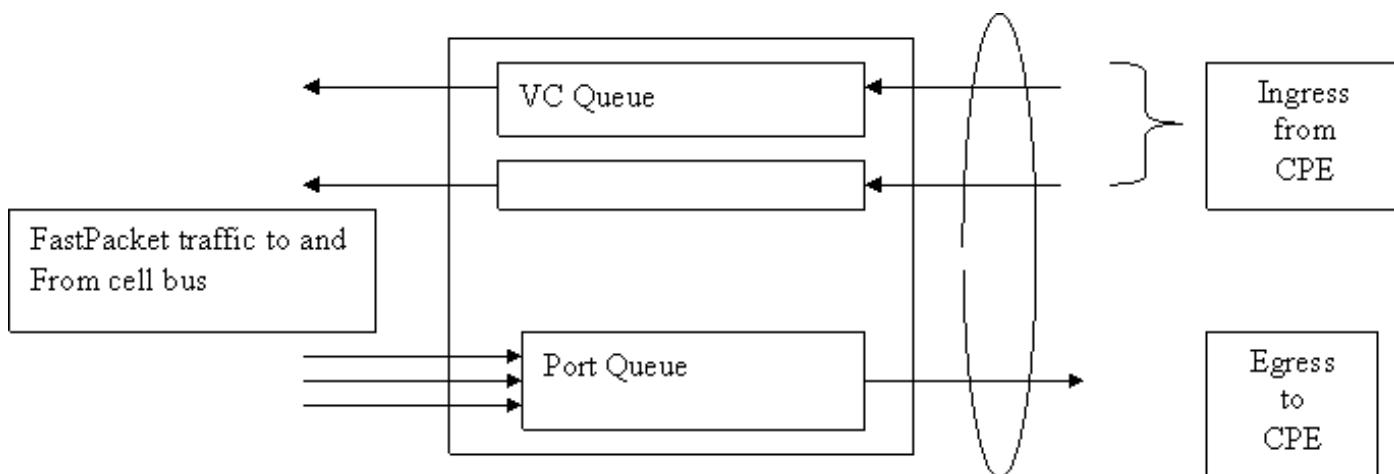 VC Queue
Ingress
from
CPE
FastPacket traffic to and
From cell bus
Port Queue
Egress
to
CPE